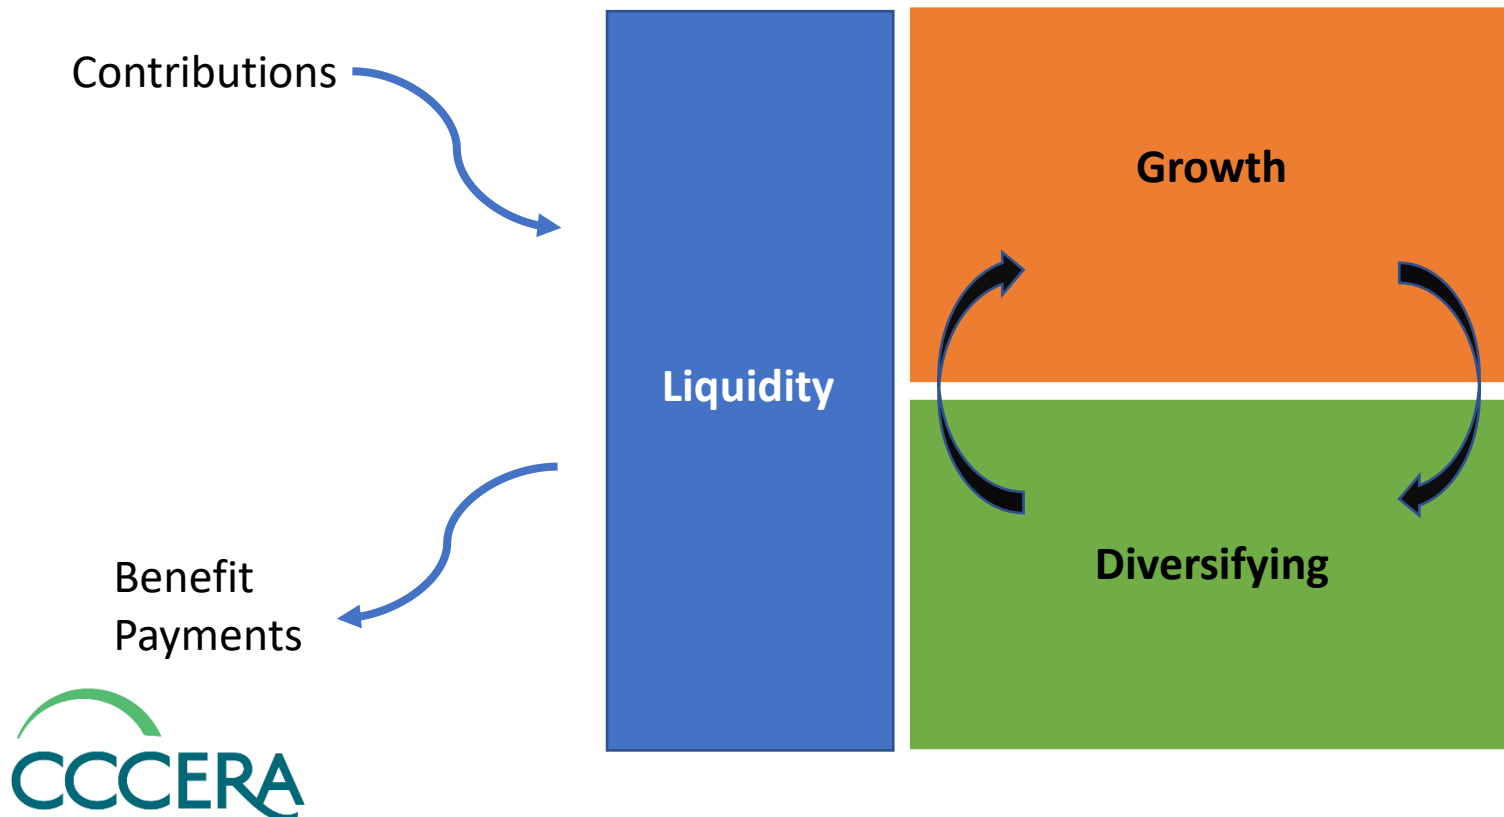 Contributions
Growth
Liquidity
Diversifying
Benefit
Payments
CCCERA